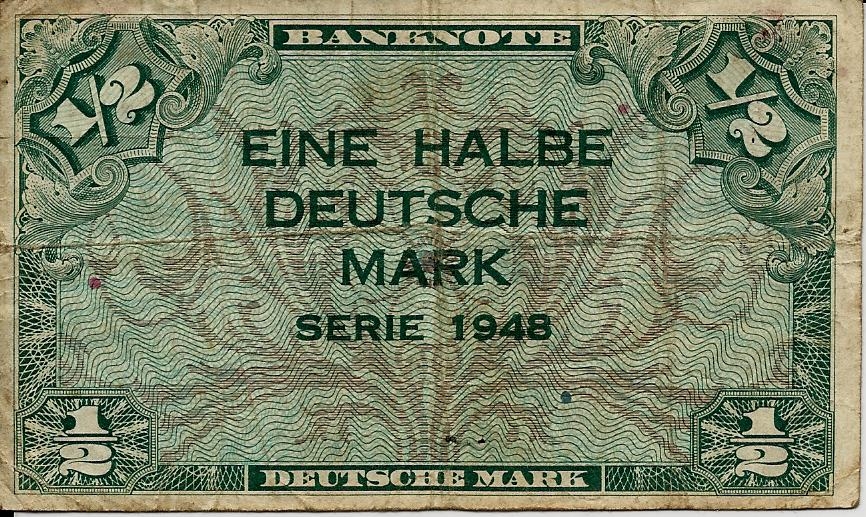 BANKNOTE
1/2
1/2
EINE HALBE
DEUTSCHE
MARK
SERIE 1948
1/2
1/2
DEUTSCHE MARK